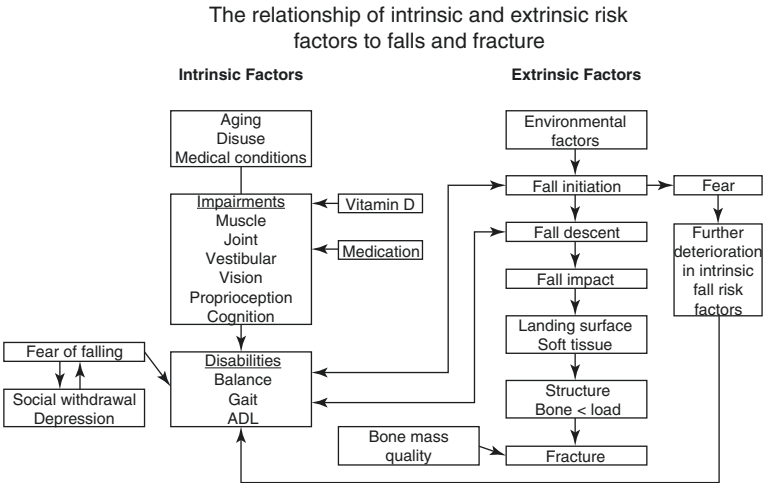 The relationship of intrinsic and extrinsic risk
factors to falls and fracture
Intrinsic Factors
Aging
Disuse
Medical conditions
Impairments
Muscle
Joint
Vestibular
Vision
Proprioception
Cognition
Vitamin D
Medication
Fear of falling
Social withdrawal
Depression
Disabilities
Balance
Gait
ADL
Extrinsic Factors
Environmental
factors
Fall initiation
Fall descent
Fall impact
Landing surface
Soft tissue
Structure
Bone < load
Bone mass
quality
Fracture
Fear
Further
deterioration
in intrinsic
fall risk
factors